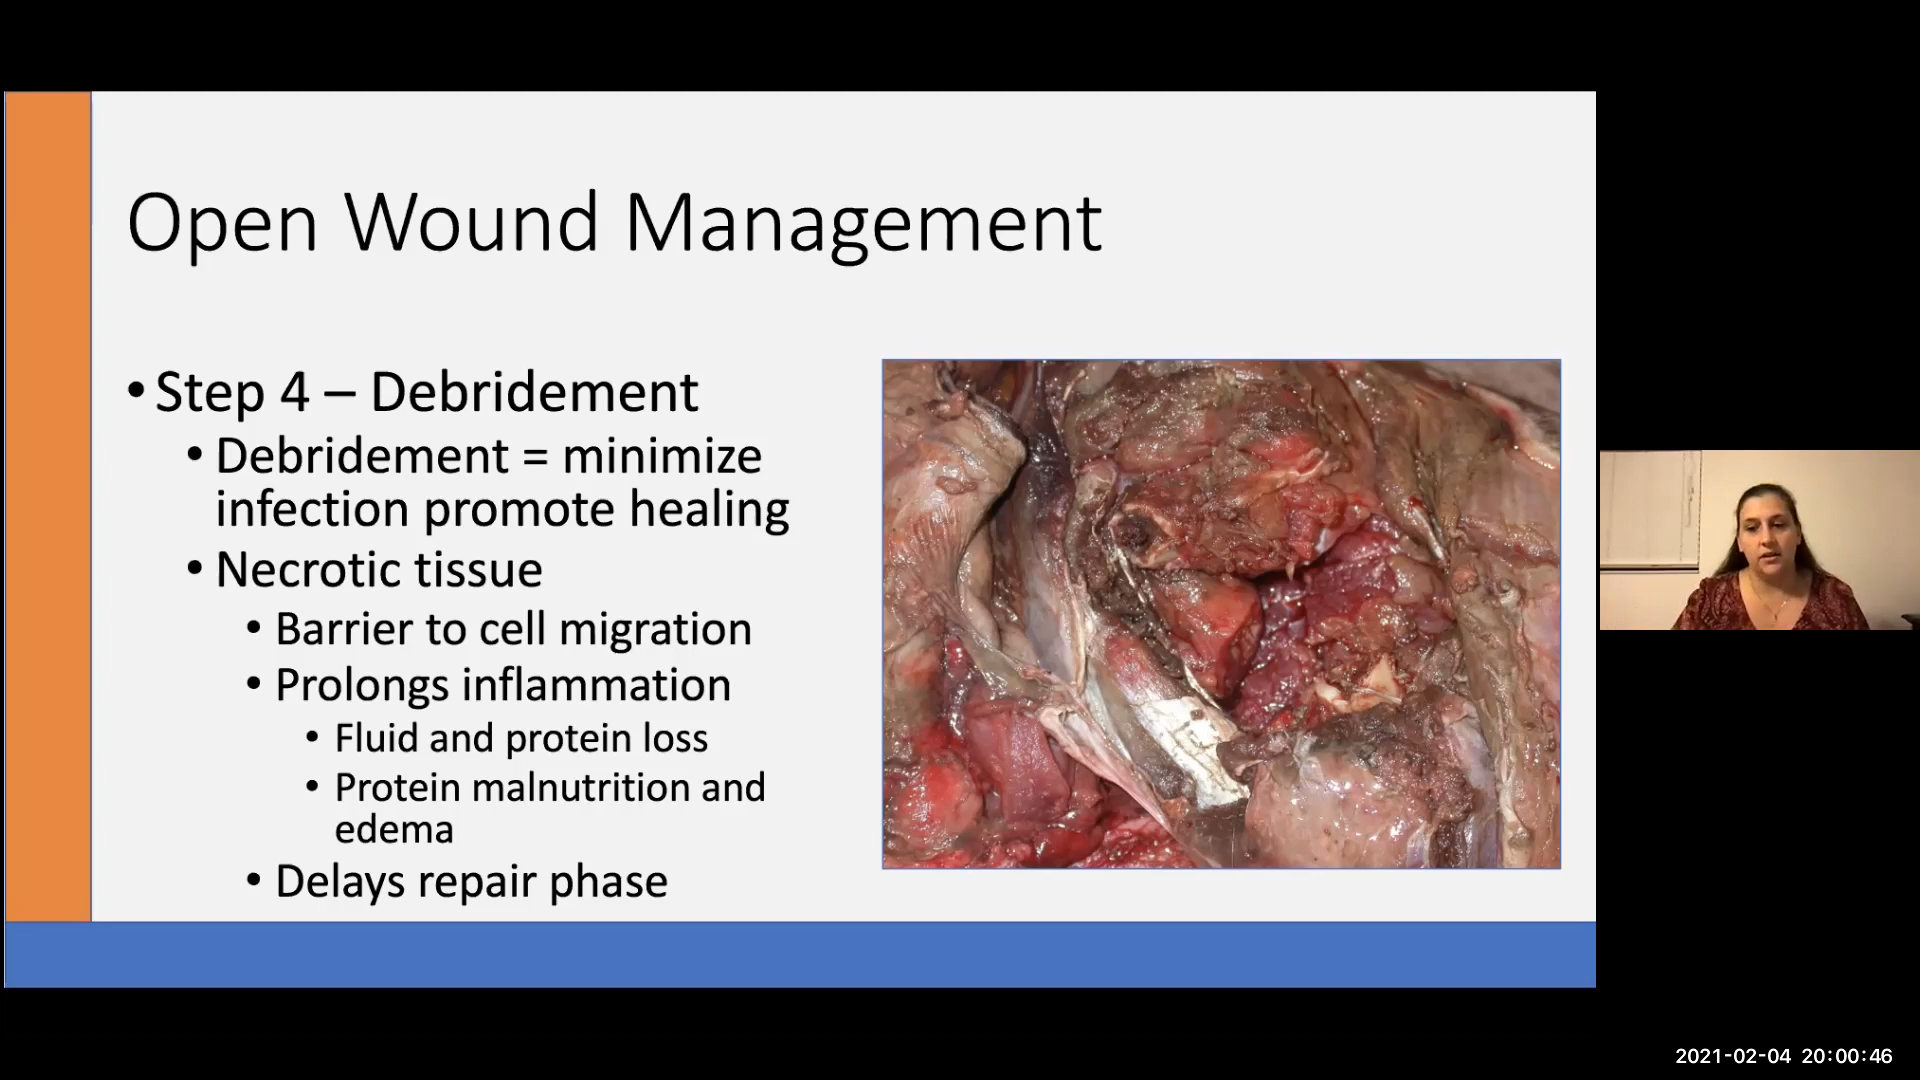 Open Wound Management
• Step 4 – Debridement
• Debridement = minimize
infection promote healing
• Necrotic tissue
• Barrier to cell migration
• Prolongs inflammation
• Fluid and protein loss
• Protein malnutrition and
edema
• Delays repair phase
2021-02-04 20:00:46